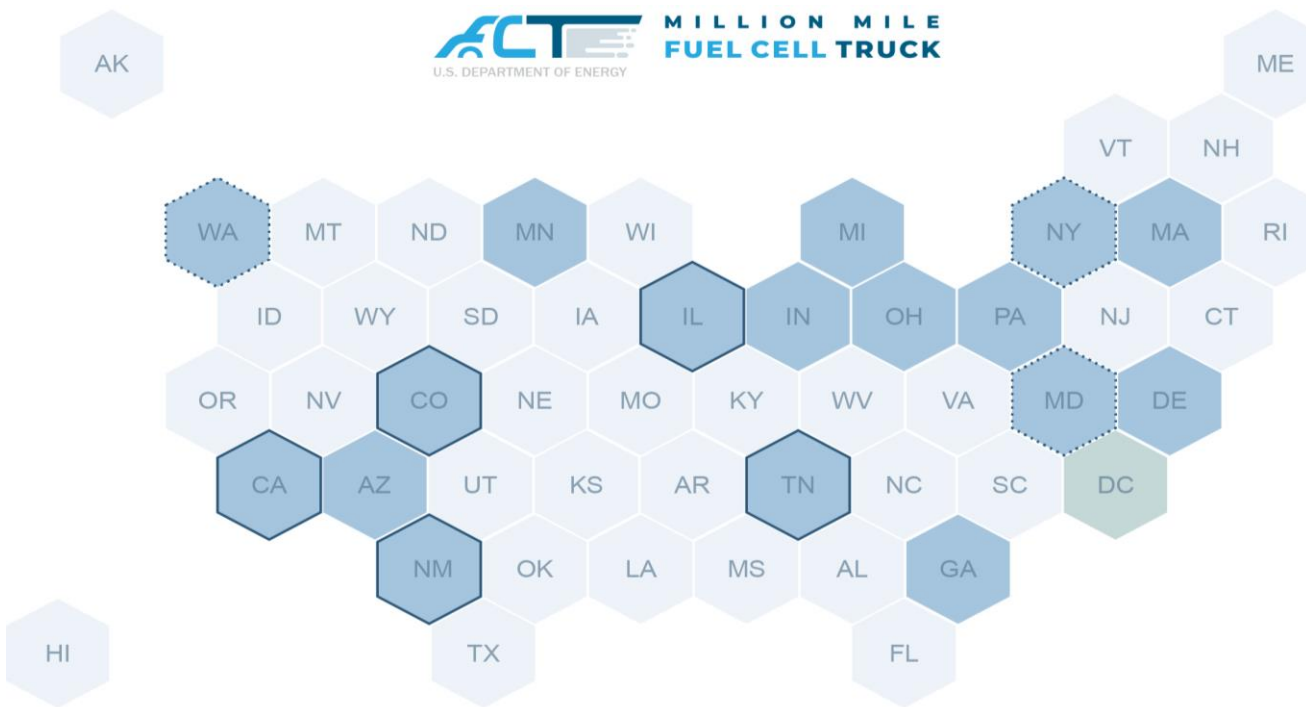 MILLION MILE
FUEL CELL TRUCK
FCT
U.S. DEPARTMENT OF ENERGY
AK
ME
VT NH
WA MT ND MN WI MI NY MA RI
ID WY SD IA IL IN OH PA NJ CT
OR NV CO NE MO KY WV VA MD DE
CA AZ UT KS AR TN NC SC DC
NM OK LA MS AL GA
HI TX FL